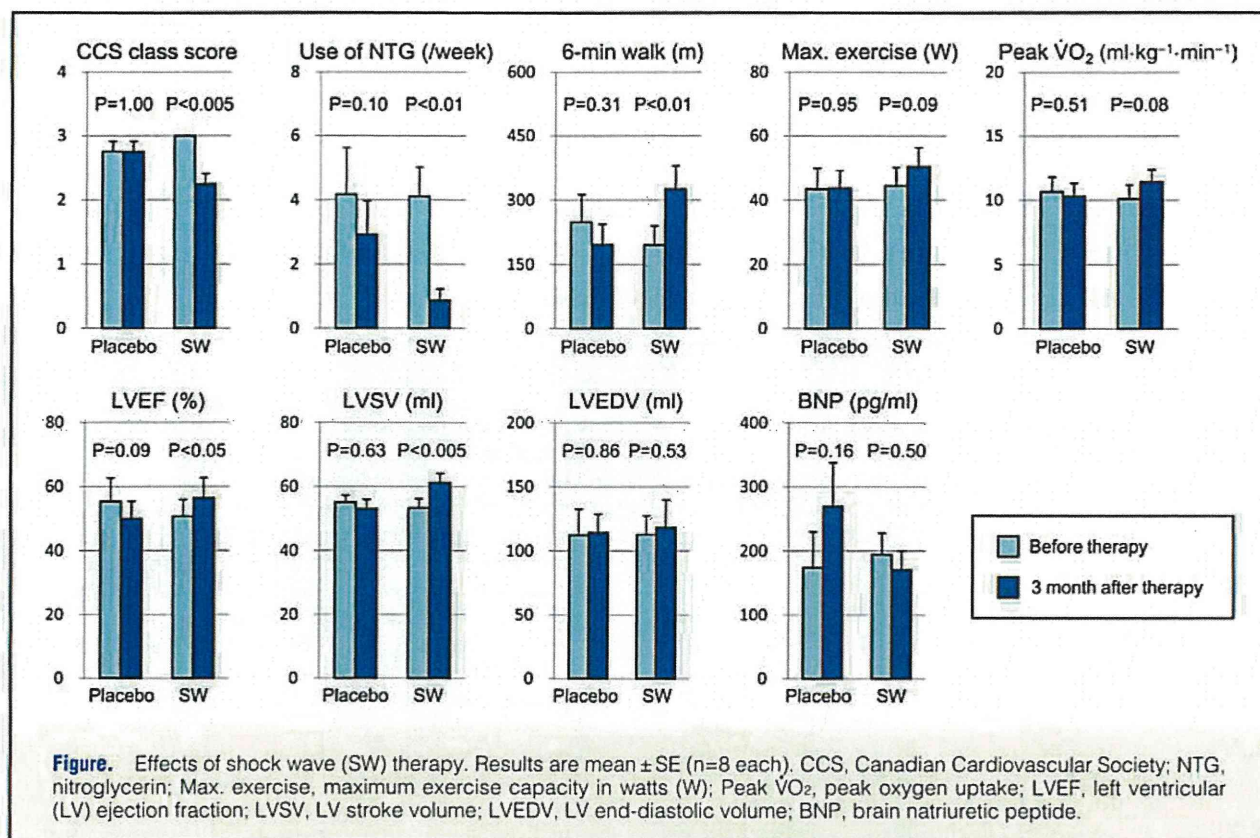 CCS class score
4
3
2
1
0
P=1.00 P<0.005
Placebo SW
Use of NTG (/week)
8
6
4
2
0
P=0.10 P<0.01
Placebo SW
6-min walk (m)
600
450
300
150
0
P=0.31 P<0.01
Placebo SW
Max. exercise (W)
80
60
40
20
0
P=0.95 P=0.09
Placebo SW
Peak V̇O₂ (ml·kg⁻¹·min⁻¹)
20
15
10
5
0
P=0.51 P=0.08
Placebo SW
LVEF (%)
80
60
40
20
0
P=0.09 P<0.05
Placebo SW
LVSV (ml)
80
60
40
20
0
P=0.63 P<0.005
Placebo SW
LVEDV (ml)
200
150
100
50
0
P=0.86 P=0.53
Placebo SW
BNP (pg/ml)
400
300
200
100
0
P=0.16 P=0.50
Placebo SW
Before therapy
3 month after therapy
Figure. Effects of shock wave (SW) therapy. Results are mean ± SE (n=8 each). CCS, Canadian Cardiovascular Society; NTG,
nitroglycerin; Max. exercise, maximum exercise capacity in watts (W); Peak V̇O₂, peak oxygen uptake; LVEF, left ventricular
(LV) ejection fraction; LVSV, LV stroke volume; LVEDV, LV end-diastolic volume; BNP, brain natriuretic peptide.